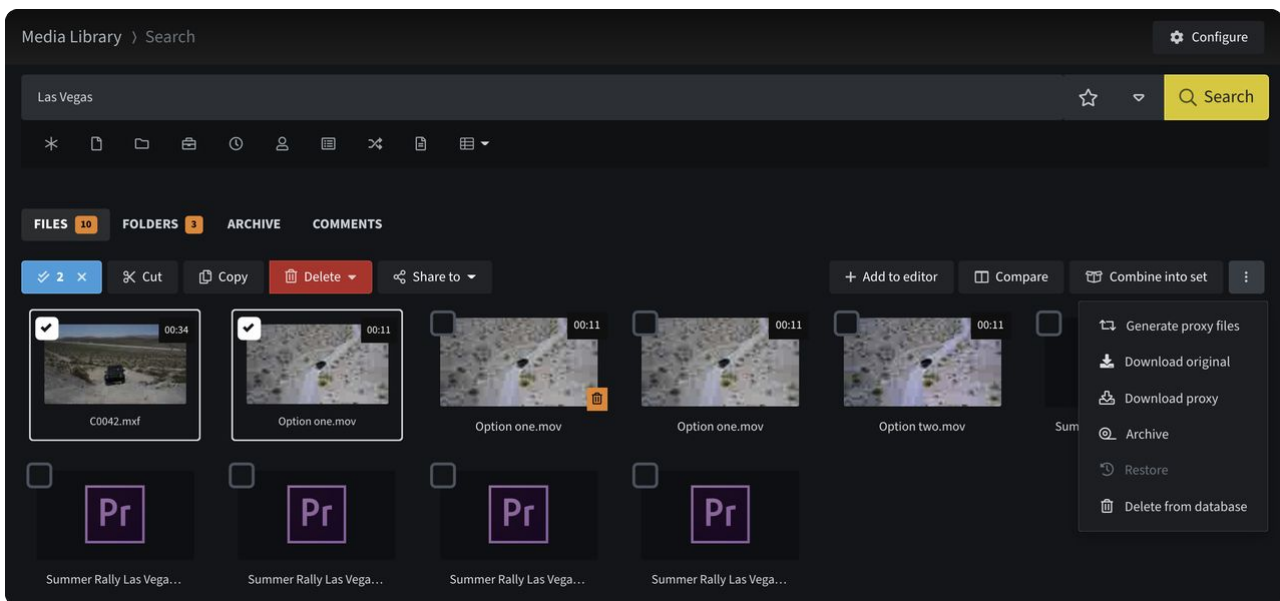 Media Library › Search
Configure
Las Vegas
Search
FILES 10 FOLDERS 3 ARCHIVE COMMENTS
2 × Cut Copy Delete Share to
+ Add to editor Compare Combine into set
00:34 00:11 00:11 00:11 00:11
C0042.mxf Option one.mov Option one.mov Option one.mov Option two.mov Sum
Generate proxy files
Download original
Download proxy
Archive
Restore
Delete from database
Pr Pr Pr Pr
Summer Rally Las Vega... Summer Rally Las Vega... Summer Rally Las Vega... Summer Rally Las Vega...